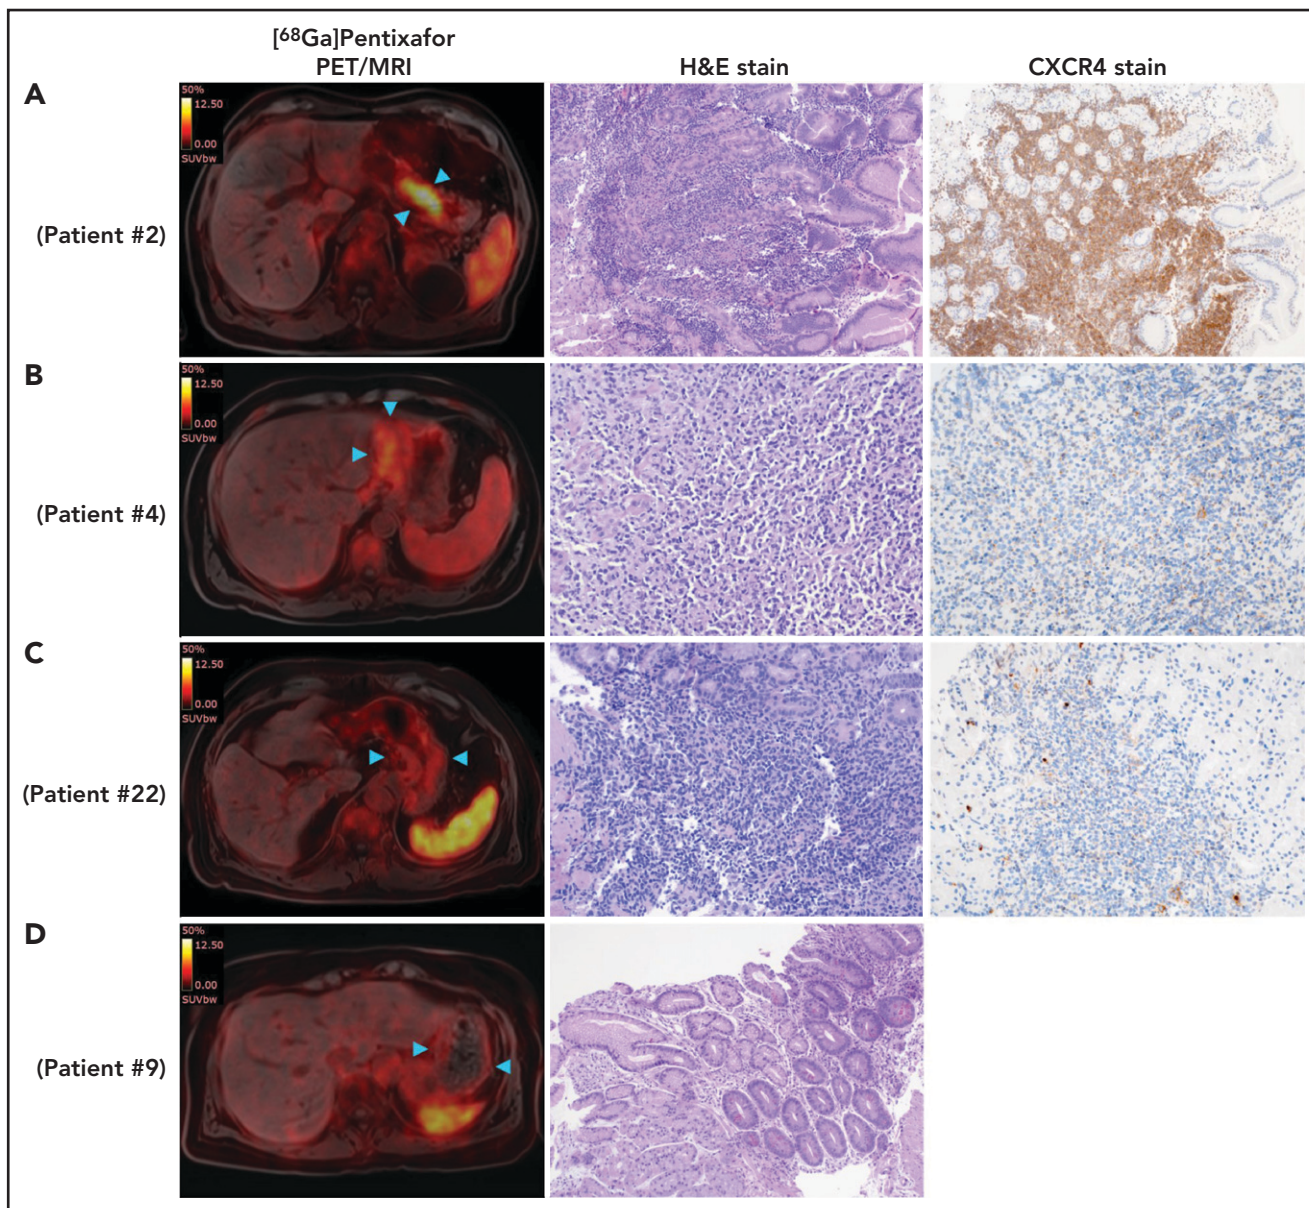 [⁶⁸Ga]Pentixafor
PET/MRI
H&E stain
CXCR4 stain
A
(Patient #2)
50%
12.50
0.00
SUVbw
B
(Patient #4)
50%
12.50
0.00
SUVbw
C
(Patient #22)
50%
12.50
0.00
SUVbw
D
(Patient #9)
50%
12.50
0.00
SUVbw